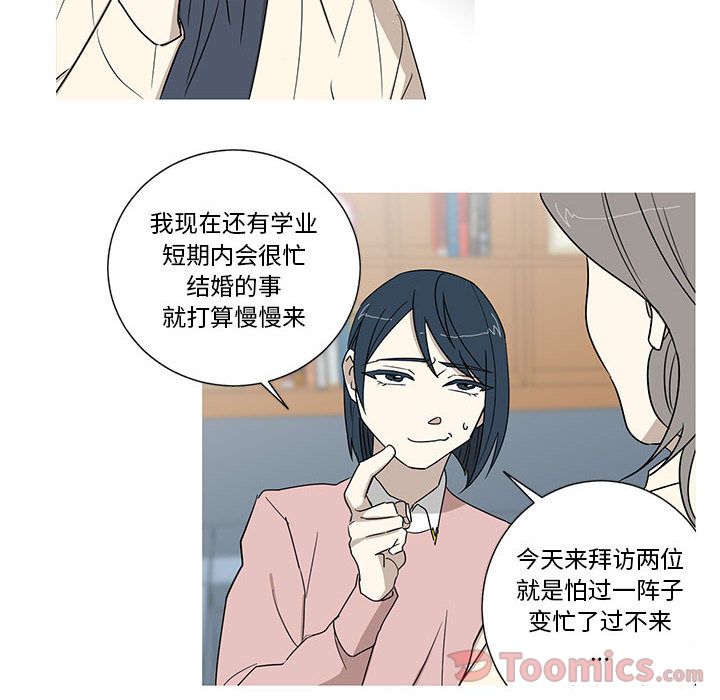 我现在还有学业
短期内会很忙
结婚的事
就打算慢慢来
今天来拜访两位
就是怕过一阵子
变忙了过不来
...
Toomics.com